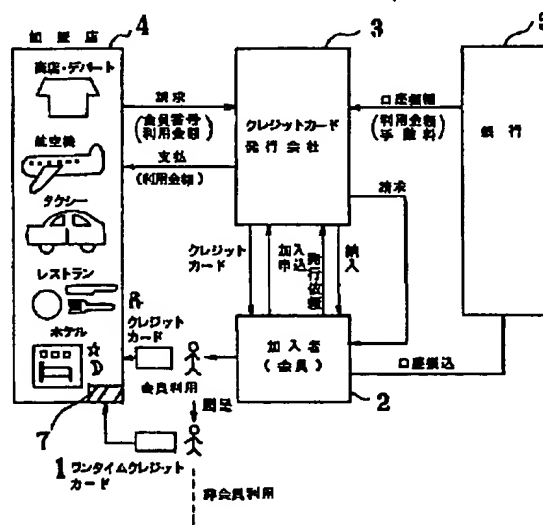 4
3
5
加盟店
商店・デパート
航空機
タクシー
レストラン
ホテル
請求
(会員番号
利用金額)
支払
(利用金額)
クレジットカード
発行会社
口座振替
(利用金額
手数料)
銀行
請求
クレジット
カード
加入
申込
発行依頼
納入
クレジット
カード
会員利用
加入者
(会員)
口座振込
2
7
1
ワンタイムクレジット
カード
非会員利用